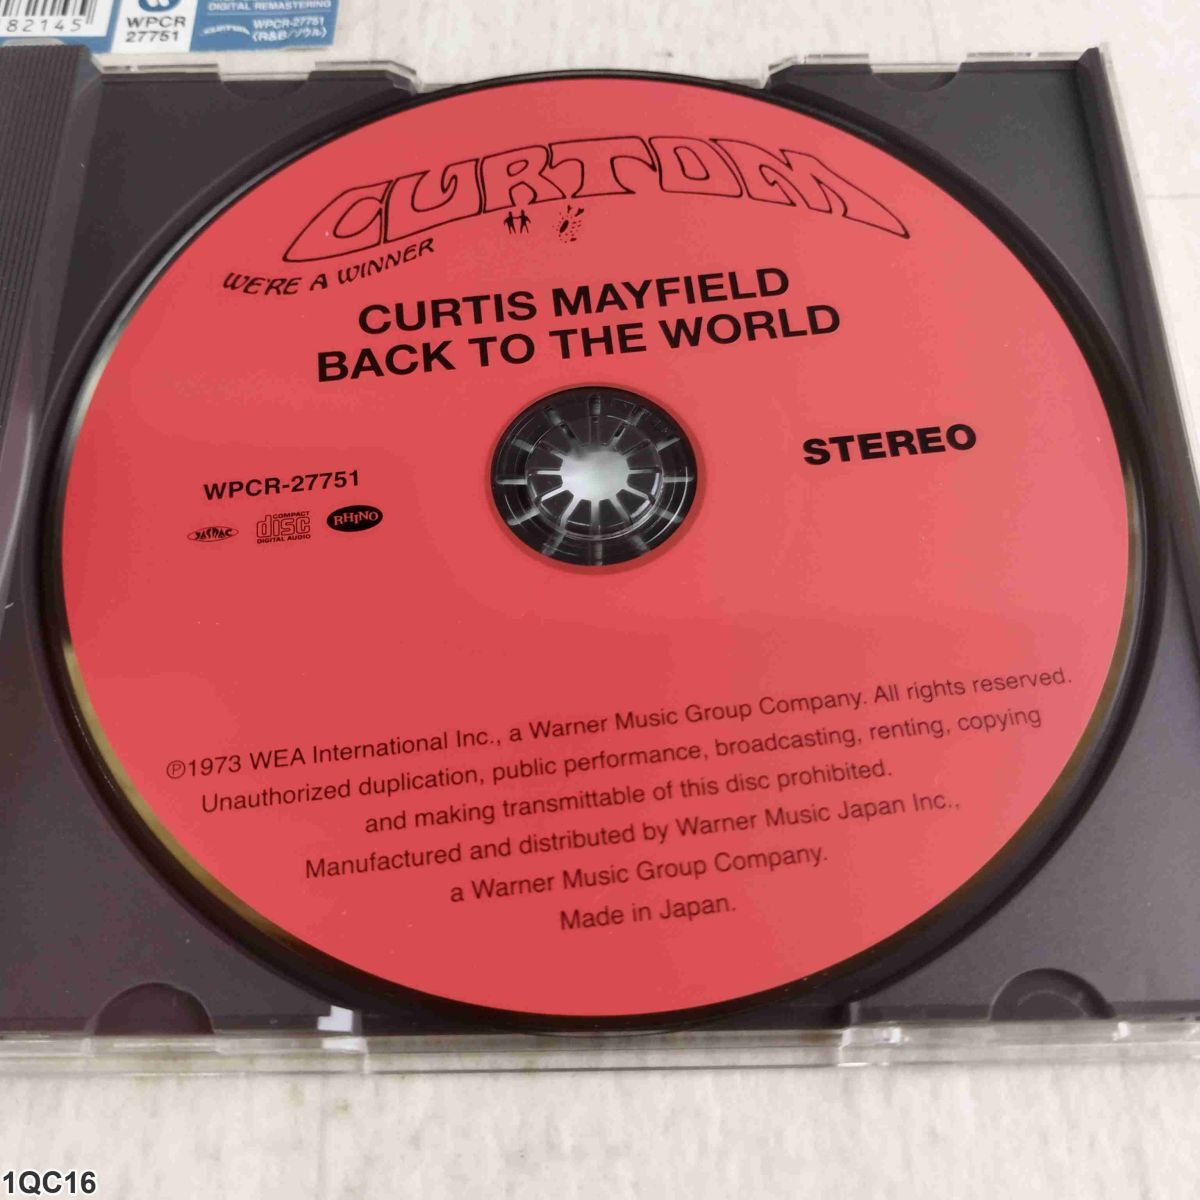 82145
WPCR
27751
DIGITAL REMASTERING
CURTOM WPCR-27751
〈R&B/ソウル〉
CURTOM
WE'RE A WINNER
CURTIS MAYFIELD
BACK TO THE WORLD
STEREO
WPCR-27751
JASRAC
COMPACT
disc
DIGITAL AUDIO
RHINO
℗1973 WEA International Inc., a Warner Music Group Company. All rights reserved.
Unauthorized duplication, public performance, broadcasting, renting, copying
and making transmittable of this disc prohibited.
Manufactured and distributed by Warner Music Japan Inc.,
a Warner Music Group Company.
Made in Japan.
1QC16